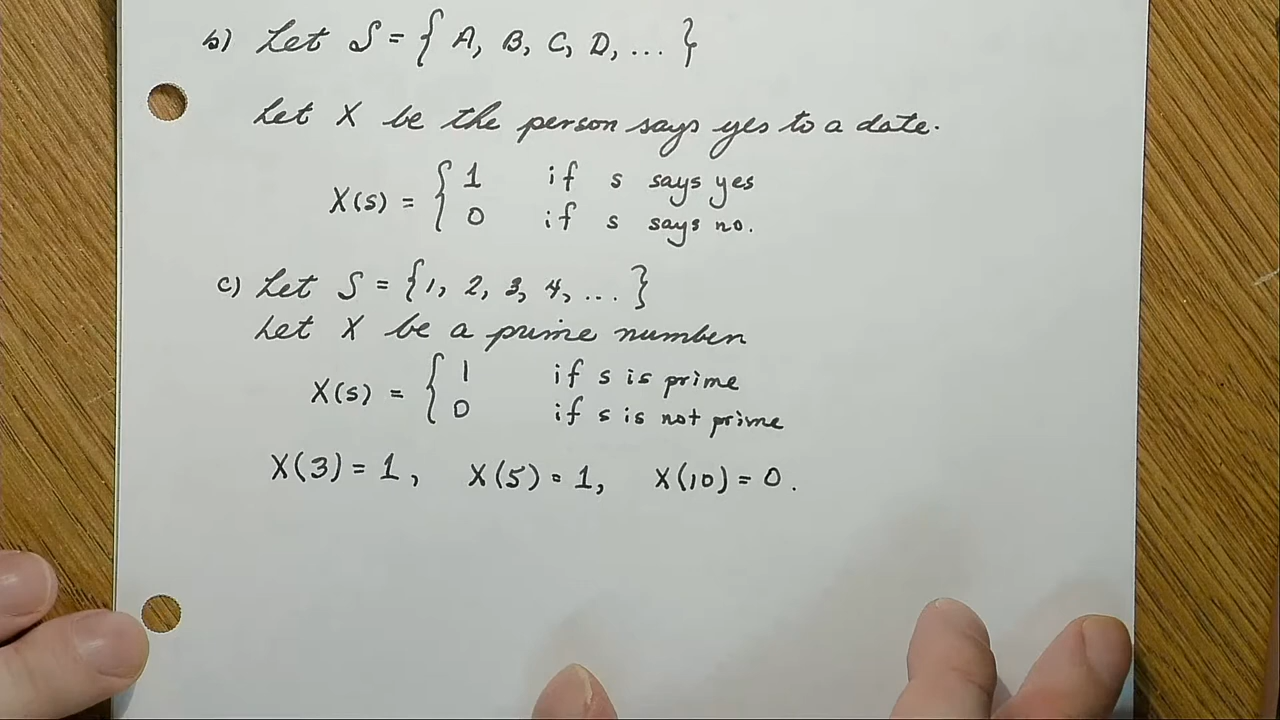 b) Let S = { A, B, C, D, ... }
Let X be the person says yes to a date.
X(s) = { 1 if s says yes
0 if s says no.
c) Let S = {1, 2, 3, 4, ... }
Let X be a prime number
X(s) = { 1 if s is prime
0 if s is not prime
X(3) = 1, X(5) = 1, X(10) = 0.